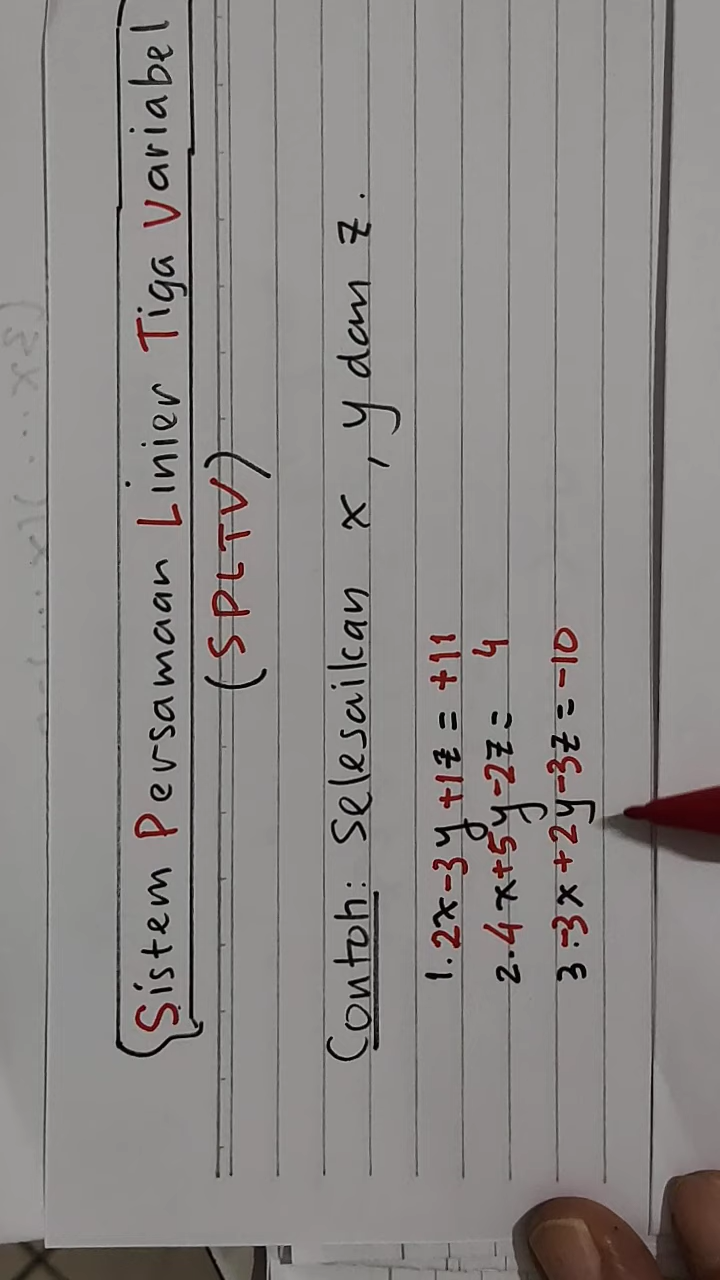 Sistem Persamaan Linier Tiga Variabel
(SPLTV)
Contoh: Selesaikan x, y dan z.
1. 2x-3y+1z=+11
2. 4x+5y-2z= 4
3. -3x+2y-3z=-10